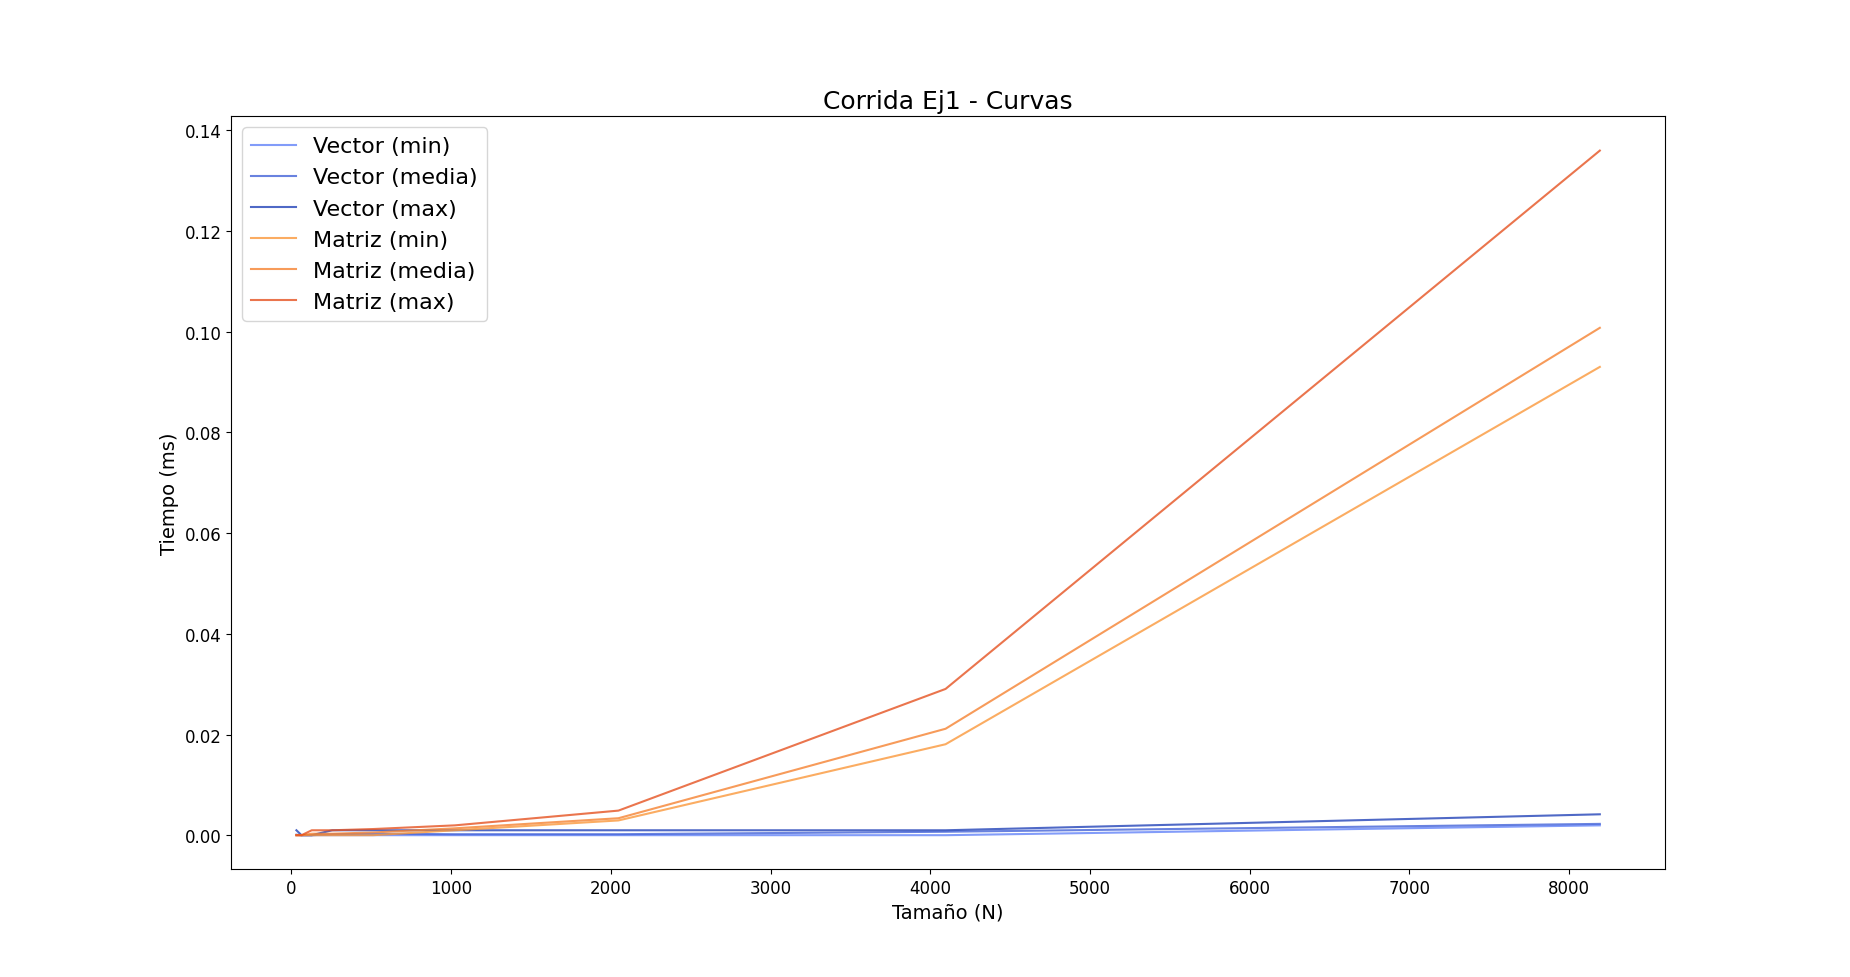 Corrida Ej1 - Curvas
0.14
0.12
0.10
0.08
0.06
0.04
0.02
0.00
Tiempo (ms)
Vector (min)
Vector (media)
Vector (max)
Matriz (min)
Matriz (media)
Matriz (max)
0 1000 2000 3000 4000 5000 6000 7000 8000
Tamaño (N)